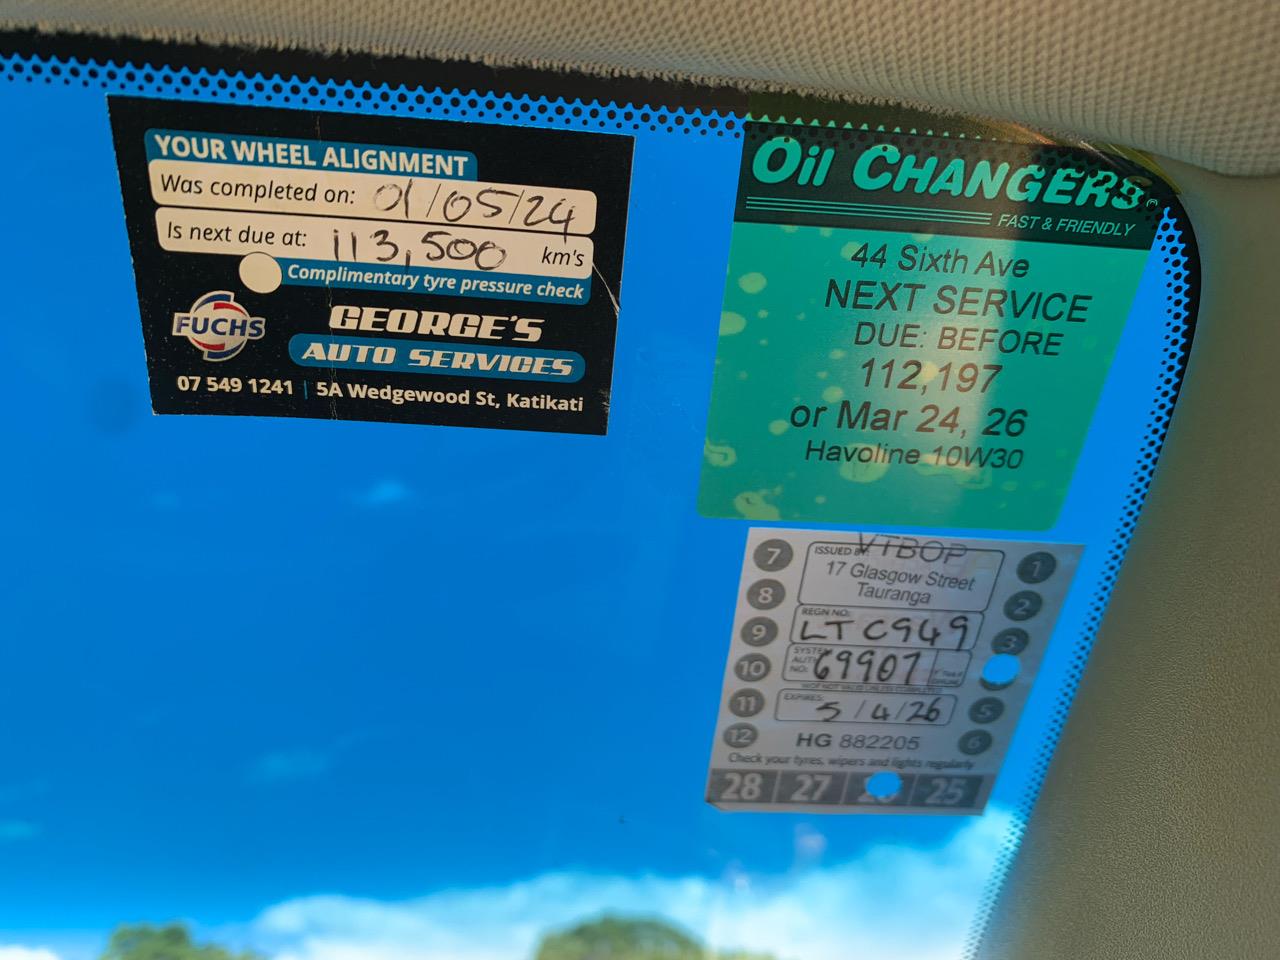 YOUR WHEEL ALIGNMENT
Was completed on: 01/05/24
Is next due at: 113,500 km's
Complimentary tyre pressure check
FUCHS
GEORGE'S
AUTO SERVICES
07 549 1241 | 5A Wedgewood St, Katikati
Oil CHANGERS
FAST & FRIENDLY
44 Sixth Ave
NEXT SERVICE
DUE: BEFORE
112,197
or Mar 24, 26
Havoline 10W30
7
8
9
10
11
12
ISSUED BY: VTBOP
17 Glasgow Street
Tauranga
REGN NO:
LTC949
SYSTEM
AUTH
NO: 69907
EXPIRES:
5/4/26
HG 882205
Check your tyres, wipers and lights regularly
1
2
3
5
6
28 27 25